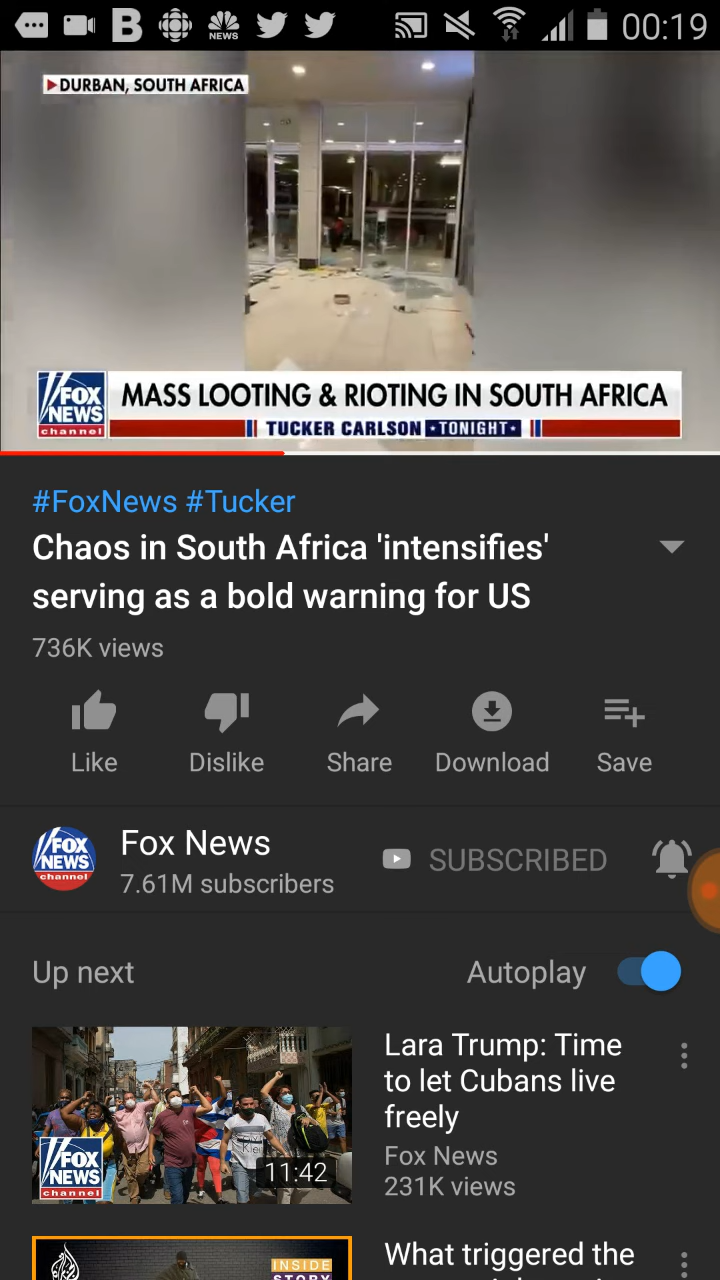 B
NEWS
00:19
DURBAN, SOUTH AFRICA
FOX
NEWS
channel
MASS LOOTING & RIOTING IN SOUTH AFRICA
TUCKER CARLSON TONIGHT
#FoxNews #Tucker
Chaos in South Africa 'intensifies'
serving as a bold warning for US
736K views
Like
Dislike
Share
Download
Save
FOX
NEWS
channel
Fox News
7.61M subscribers
SUBSCRIBED
Up next
Autoplay
FOX
NEWS
channel
11:42
Lara Trump: Time
to let Cubans live
freely
Fox News
231K views
INSIDE
STORY
What triggered the